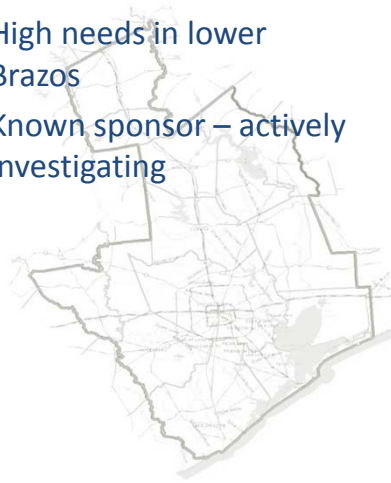 High needs in lower
Brazos
Known sponsor – actively
investigating